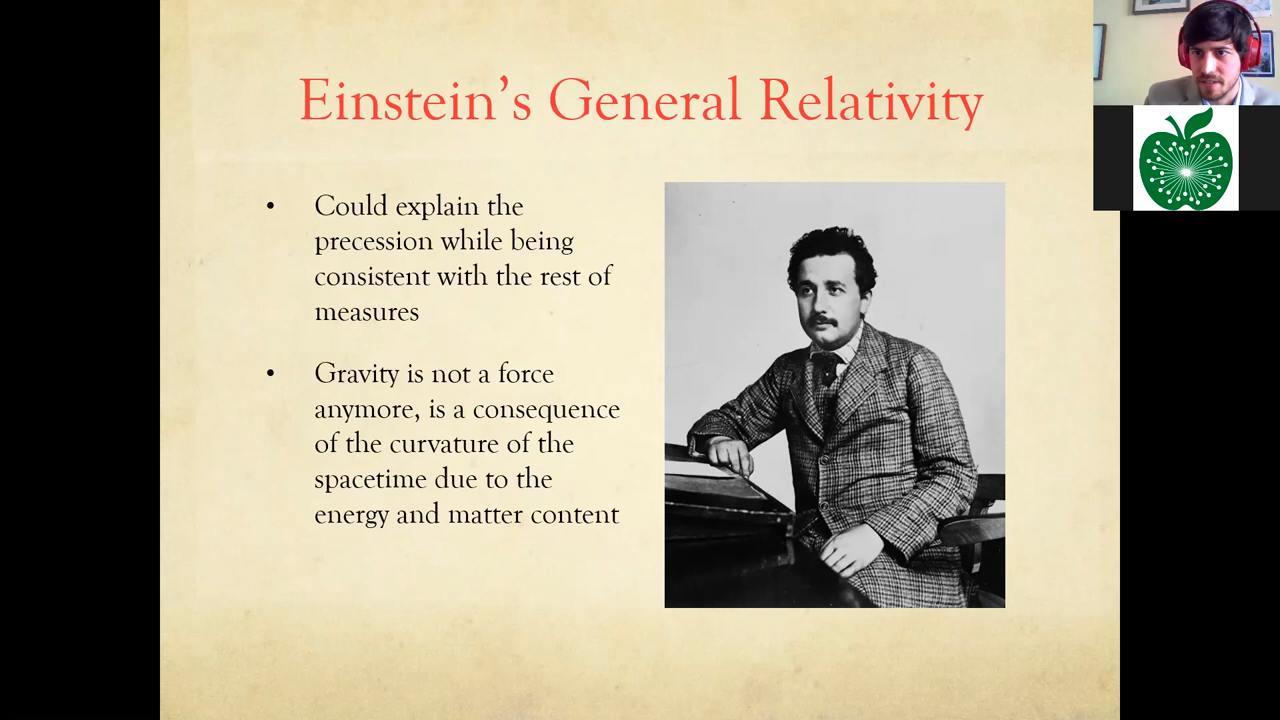 Einstein’s General Relativity
• Could explain the
precession while being
consistent with the rest of
measures
• Gravity is not a force
anymore, is a consequence
of the curvature of the
spacetime due to the
energy and matter content